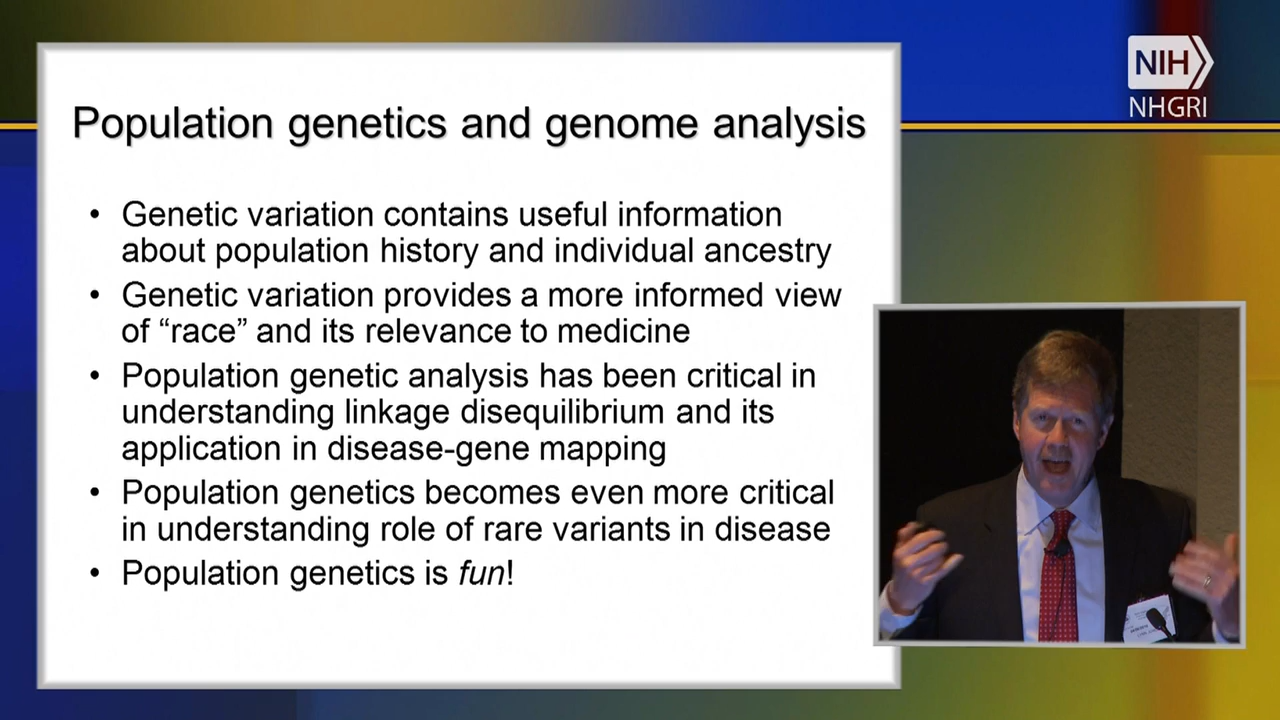 Population genetics and genome analysis
• Genetic variation contains useful information
about population history and individual ancestry
• Genetic variation provides a more informed view
of “race” and its relevance to medicine
• Population genetic analysis has been critical in
understanding linkage disequilibrium and its
application in disease-gene mapping
• Population genetics becomes even more critical
in understanding role of rare variants in disease
• Population genetics is fun!
NIH
NHGRI